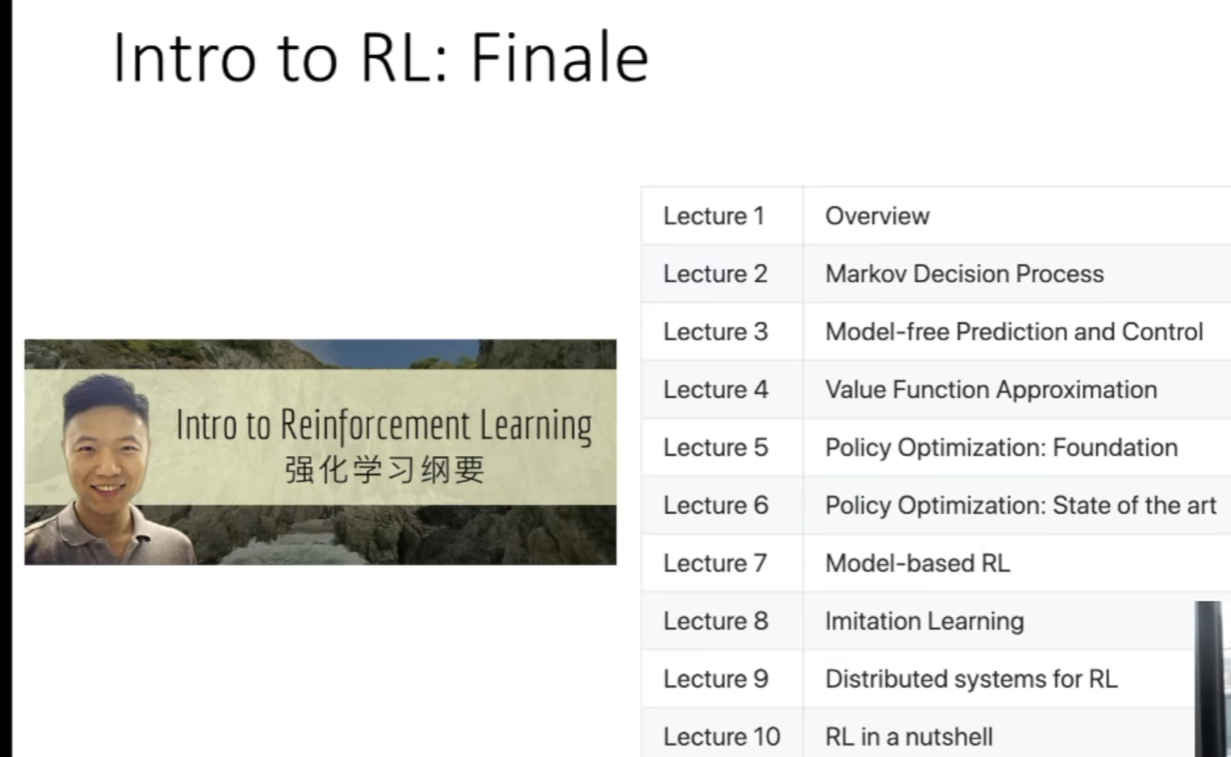 Intro to RL: Finale
Intro to Reinforcement Learning
强化学习纲要
Lecture 1 Overview
Lecture 2 Markov Decision Process
Lecture 3 Model-free Prediction and Control
Lecture 4 Value Function Approximation
Lecture 5 Policy Optimization: Foundation
Lecture 6 Policy Optimization: State of the art
Lecture 7 Model-based RL
Lecture 8 Imitation Learning
Lecture 9 Distributed systems for RL
Lecture 10 RL in a nutshell